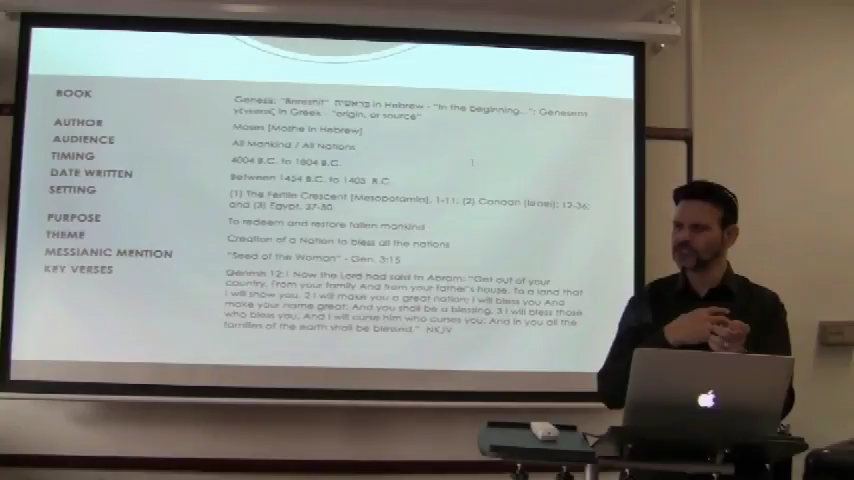 BOOK
Genesis: "Bereshit" בראשית in Hebrew - "In the beginning..."; Genesem
γένεσις in Greek "origin, or source"
AUTHOR
Moses [Moshe in Hebrew]
AUDIENCE
All Mankind / All Nations
TIMING
4004 B.C. to 1804 B.C.
DATE WRITTEN
Between 1454 B.C. to 1405 B.C.
SETTING
(1) The Fertile Crescent [Mesopotamia], 1-11; (2) Canaan [Israel]; 12-36;
and (3) Egypt, 37-50
PURPOSE
To redeem and restore fallen mankind
THEME
Creation of a Nation to bless all the nations
MESSIANIC MENTION
"Seed of the Woman" - Gen. 3:15
KEY VERSES
Genesis 12:1 Now the Lord had said to Abram: "Get out of your
country, From your family And from your father's house, To a land that
I will show you. 2 I will make you a great nation; I will bless you And
make your name great; And you shall be a blessing. 3 I will bless those
who bless you, And I will curse him who curses you; And in you all the
families of the earth shall be blessed." NKJV